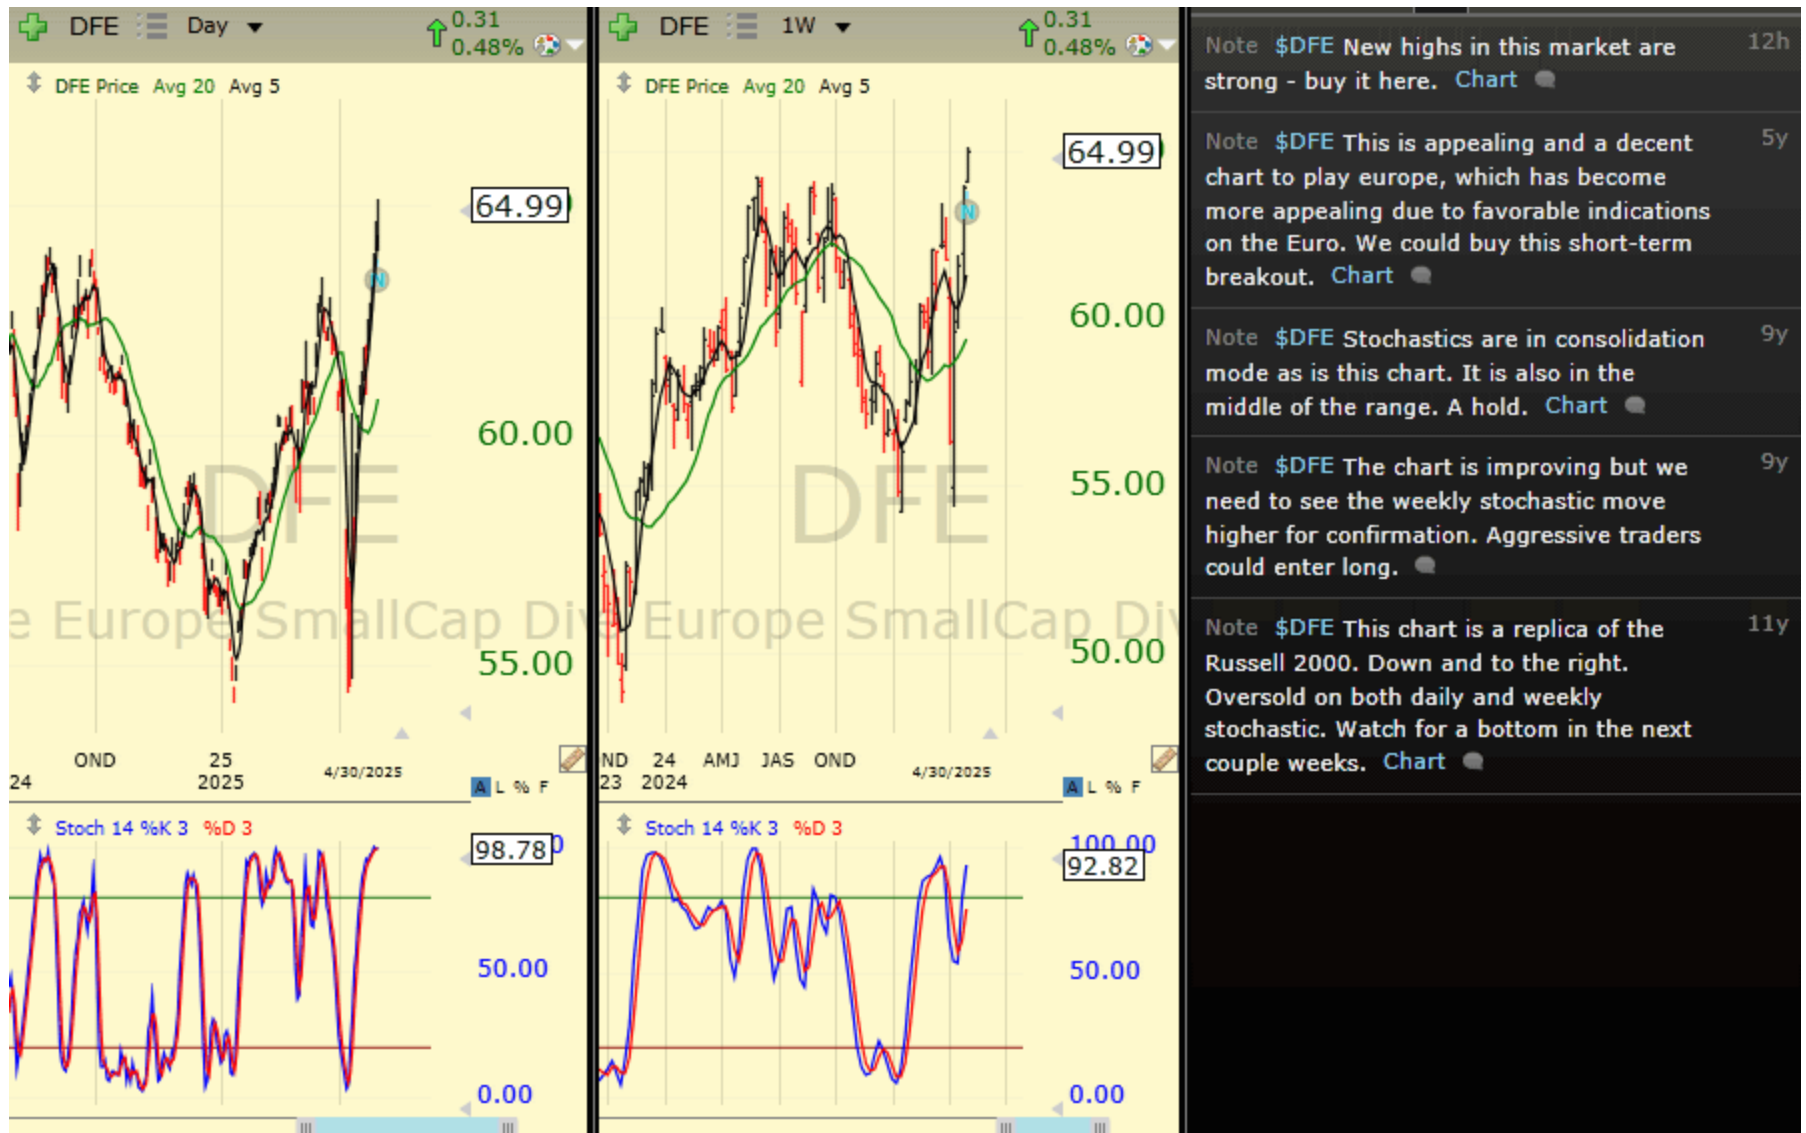 DFE Day 0.31
0.48%
DFE Price Avg 20 Avg 5
64.99
N
60.00
DFE
e Europe SmallCap Div
55.00
OND 25 4/30/2025
24 2025
A L % F
Stoch 14 %K 3 %D 3
98.78 0
50.00
0.00
DFE 1W 0.31
0.48%
DFE Price Avg 20 Avg 5
64.99
N
60.00
55.00
DFE
e Europe SmallCap Div
50.00
ND 24 AMJ JAS OND 4/30/2025
23 2024
A L % F
Stoch 14 %K 3 %D 3
100.00
92.82
50.00
0.00
Note $DFE New highs in this market are 12h
strong - buy it here. Chart
Note $DFE This is appealing and a decent 5y
chart to play europe, which has become
more appealing due to favorable indications
on the Euro. We could buy this short-term
breakout. Chart
Note $DFE Stochastics are in consolidation 9y
mode as is this chart. It is also in the
middle of the range. A hold. Chart
Note $DFE The chart is improving but we 9y
need to see the weekly stochastic move
higher for confirmation. Aggressive traders
could enter long.
Note $DFE This chart is a replica of the 11y
Russell 2000. Down and to the right.
Oversold on both daily and weekly
stochastic. Watch for a bottom in the next
couple weeks. Chart